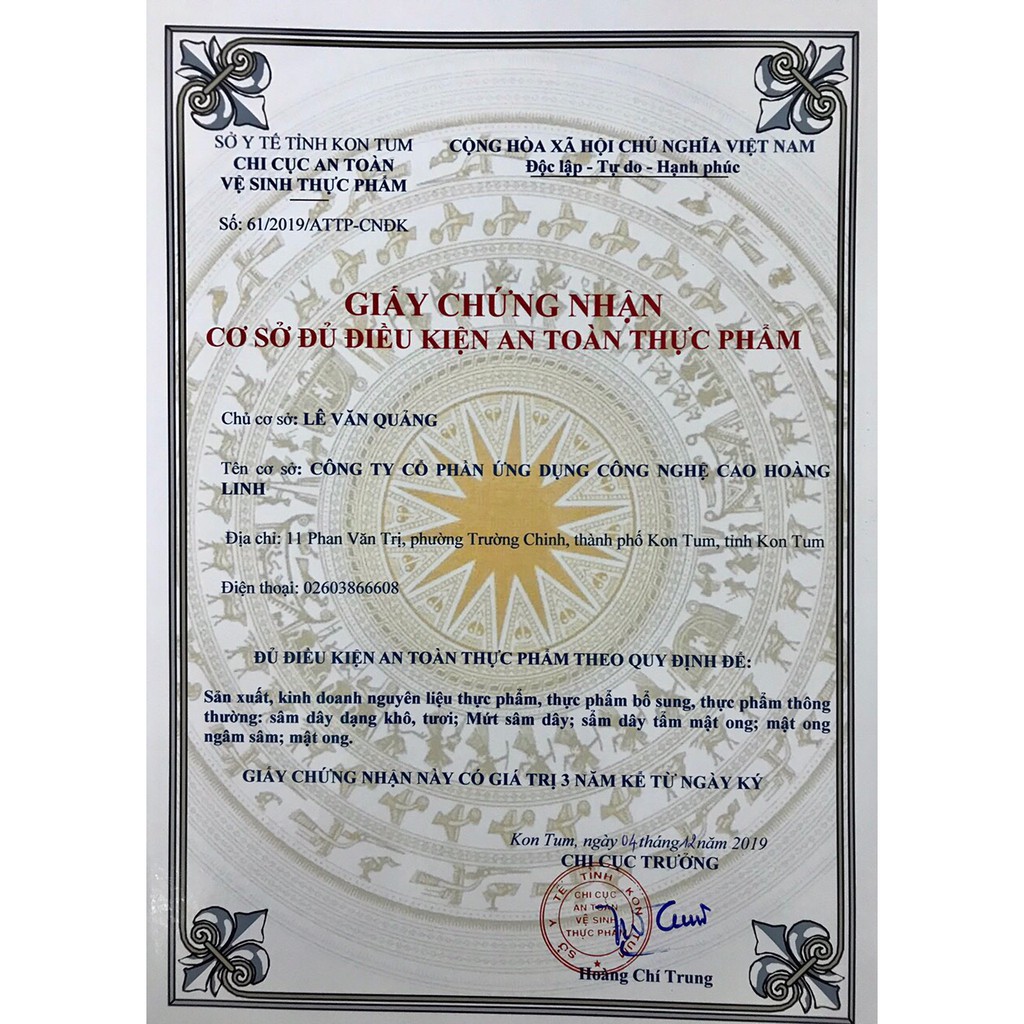 SỞ Y TẾ TỈNH KON TUM
CHI CỤC AN TOÀN
VỆ SINH THỰC PHẨM
Số: 61/2019/ATTP-CNĐK
CỘNG HÒA XÃ HỘI CHỦ NGHĨA VIỆT NAM
Độc lập - Tự do - Hạnh phúc
GIẤY CHỨNG NHẬN
CƠ SỞ ĐỦ ĐIỀU KIỆN AN TOÀN THỰC PHẨM
Chủ cơ sở: LÊ VĂN QUẢNG
Tên cơ sở: CÔNG TY CỔ PHẦN ỨNG DỤNG CÔNG NGHỆ CAO HOÀNG
LINH
Địa chỉ: 11 Phan Văn Trị, phường Trường Chinh, thành phố Kon Tum, tỉnh Kon Tum
Điện thoại: 02603866608
ĐỦ ĐIỀU KIỆN AN TOÀN THỰC PHẨM THEO QUY ĐỊNH ĐỂ:
Sản xuất, kinh doanh nguyên liệu thực phẩm, thực phẩm bổ sung, thực phẩm thông
thường: sâm dây dạng khô, tươi; Mứt sâm dây; sâm dây tẩm mật ong; mật ong
ngâm sâm; mật ong.
GIẤY CHỨNG NHẬN NÀY CÓ GIÁ TRỊ 3 NĂM KỂ TỪ NGÀY KÝ
Kon Tum, ngày 04 tháng 12 năm 2019
CHI CỤC TRƯỞNG
SỞ Y TẾ TỈNH KON TUM
CHI CỤC
AN TOÀN
VỆ SINH
THỰC PHẨM
Hoàng Chí Trung